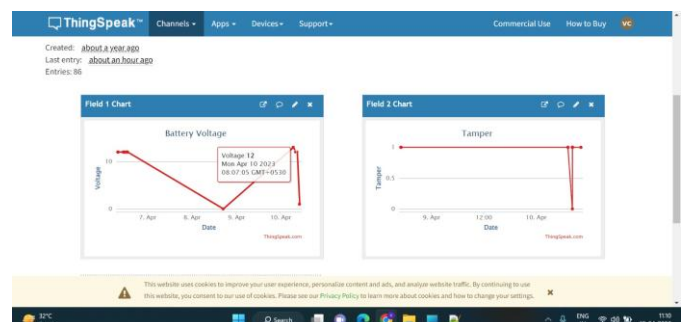 ThingSpeak™ Channels Apps Devices Support Commercial Use How to Buy VC
Created: about a year ago
Last entry: about an hour ago
Entries: 86
Field 1 Chart
Battery Voltage
Voltage
10
0
Voltage 12
Mon Apr 10 2023
08:07:05 GMT+0530
7. Apr 8. Apr 9. Apr 10. Apr
Date
ThingSpeak.com
Field 2 Chart
Tamper
Tamper
1
0.5
0
9. Apr 12:00 10. Apr
Date
ThingSpeak.com
This website uses cookies to improve your user experience, personalize content and ads, and analyze website traffic. By continuing to use
this website, you consent to our use of cookies. Please see our Privacy Policy to learn more about cookies and how to change your settings.
32°C Search ENG 11:10